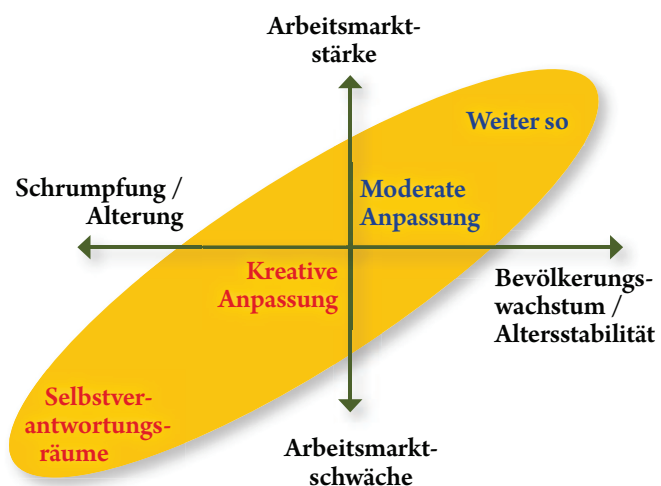 Arbeitsmarkt-
stärke
Weiter so
Schrumpfung /
Alterung
Moderate
Anpassung
Kreative
Anpassung
Bevölkerungs-
wachstum /
Altersstabilität
Selbstver-
antwortungs-
räume
Arbeitsmarkt-
schwäche